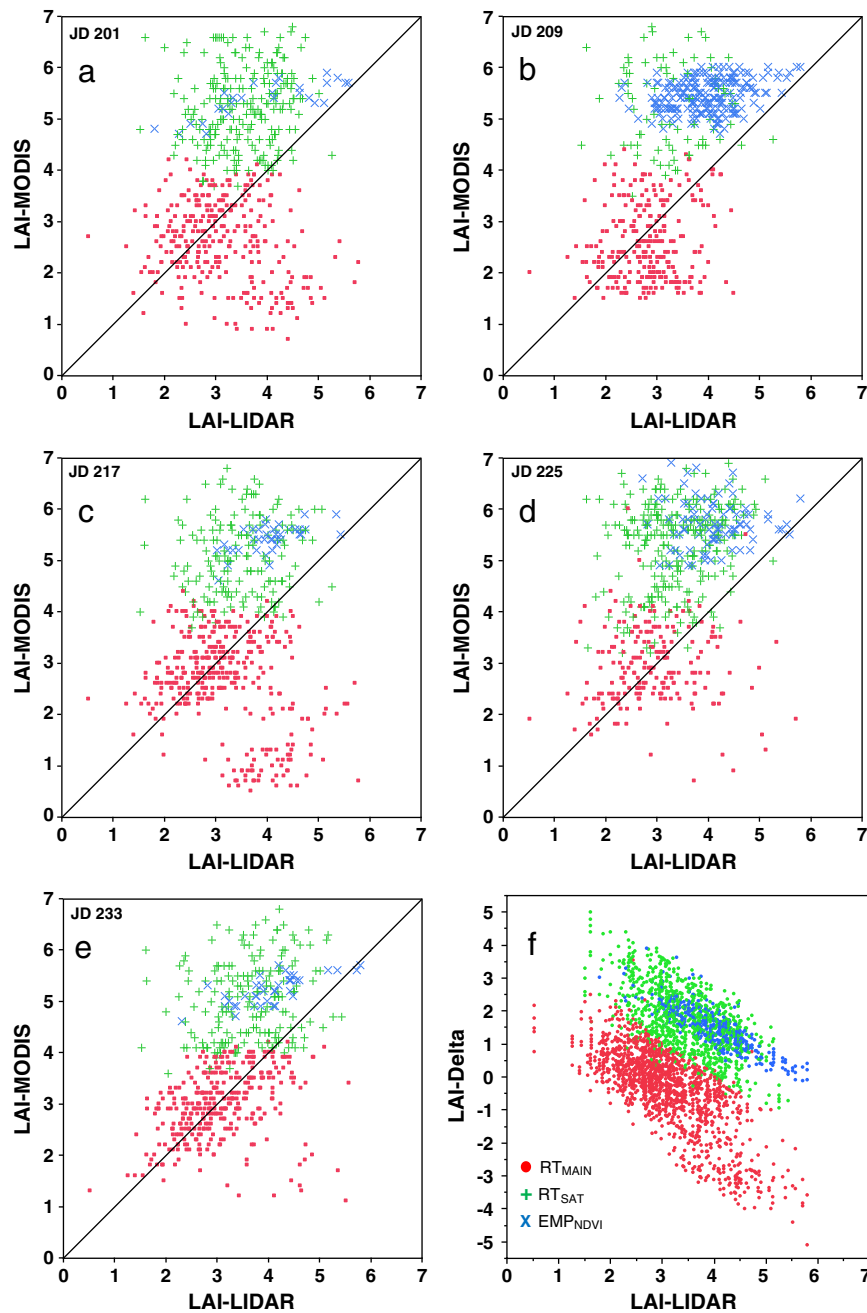 JD 201
a
LAI-MODIS
7
6
5
4
3
2
1
0
0 1 2 3 4 5 6 7
LAI-LIDAR
JD 209
b
LAI-MODIS
7
6
5
4
3
2
1
0
0 1 2 3 4 5 6 7
LAI-LIDAR
JD 217
c
LAI-MODIS
7
6
5
4
3
2
1
0
0 1 2 3 4 5 6 7
LAI-LIDAR
JD 225
d
LAI-MODIS
7
6
5
4
3
2
1
0
0 1 2 3 4 5 6 7
LAI-LIDAR
JD 233
e
LAI-MODIS
7
6
5
4
3
2
1
0
0 1 2 3 4 5 6 7
LAI-LIDAR
f
LAI-Delta
5
4
3
2
1
0
-1
-2
-3
-4
-5
RTMAIN
RTSAT
EMPNDVI
0 1 2 3 4 5 6 7
LAI-LIDAR